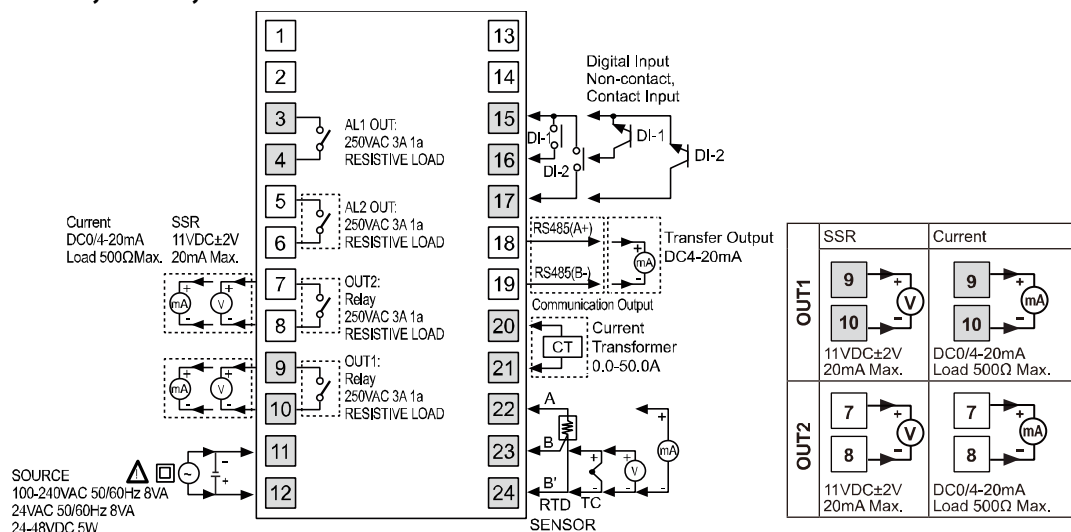 1
2
3
4
5
6
7
8
9
10
11
12
13
14
15
16
17
18
19
20
21
22
23
24
AL1 OUT:
250VAC 3A 1a
RESISTIVE LOAD
AL2 OUT:
250VAC 3A 1a
RESISTIVE LOAD
Current
DC0/4-20mA
Load 500ΩMax.
SSR
11VDC±2V
20mA Max.
mA
+
-
V
+
-
OUT2:
Relay
250VAC 3A 1a
RESISTIVE LOAD
mA
+
-
V
+
-
OUT1:
Relay
250VAC 3A 1a
RESISTIVE LOAD
SOURCE
100-240VAC 50/60Hz 8VA
24VAC 50/60Hz 8VA
24-48VDC 5W
~
-
+
Digital Input
Non-contact,
Contact Input
DI-1
DI-2
DI-1
DI-2
RS485(A+)
RS485(B-)
Communication Output
+
mA
-
Transfer Output
DC4-20mA
CT
Current
Transformer
0.0-50.0A
A
B
B'
RTD
+
-
TC
+
V
-
+
mA
-
SENSOR
SSR
Current
OUT1
9
10
+
V
-
11VDC±2V
20mA Max.
9
10
+
mA
-
DC0/4-20mA
Load 500Ω Max.
OUT2
7
8
+
V
-
11VDC±2V
20mA Max.
7
8
+
mA
-
DC0/4-20mA
Load 500Ω Max.